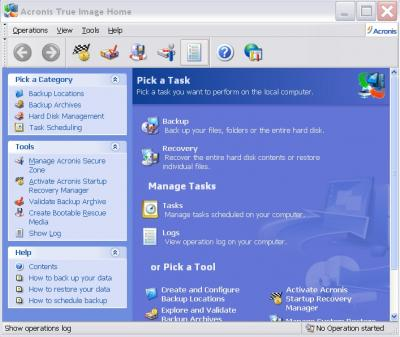 Acronis True Image Home
Operations View Tools Help
Acronis
Pick a Category
Backup Locations
Backup Archives
Hard Disk Management
Task Scheduling
Tools
Manage Acronis Secure
Zone
Activate Acronis Startup
Recovery Manager
Validate Backup Archive
Create Bootable Rescue
Media
Show Log
Help
Contents
How to back up your data
How to restore your data
How to schedule backup
Pick a Task
Pick a task you want to perform on the local computer.
Backup
Back up your files, folders or the entire hard disk.
Recovery
Recover the entire hard disk contents or restore
individual files.
Manage Tasks
Tasks
Manage tasks scheduled on your computer.
Logs
View operation log on your computer.
or Pick a Tool
Create and Configure
Backup Locations
Explore and Validate
Backup Archives
Activate Acronis
Startup Recovery
Manager
Manage System Restore
Show operations log
No Operation started